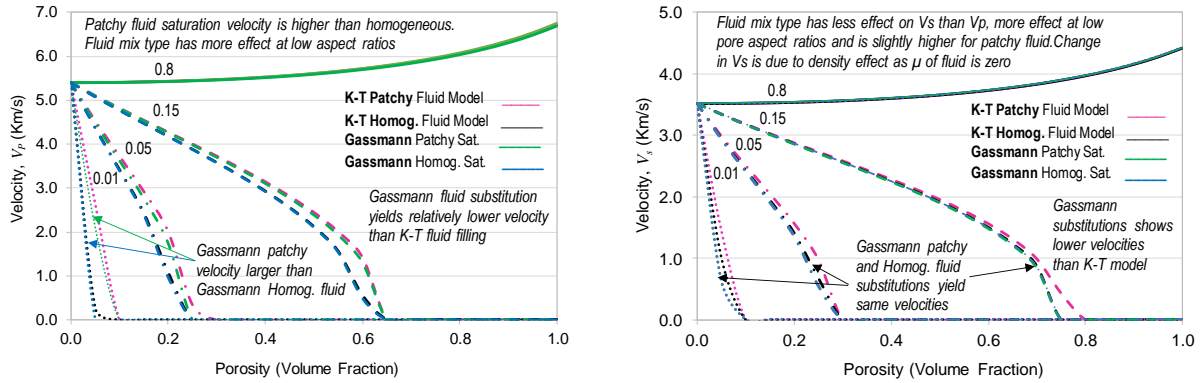 Patchy fluid saturation velocity is higher than homogeneous.
Fluid mix type has more effect at low aspect ratios
7.0
6.0
5.0
4.0
3.0
2.0
1.0
0.0
Velocity, Vp (Km/s)
0.8
0.15
0.05
0.01
K-T Patchy Fluid Model
K-T Homog. Fluid Model
Gassmann Patchy Sat.
Gassmann Homog. Sat.
Gassmann fluid substitution
yields relatively lower velocity
than K-T fluid filling
Gassmann patchy
velocity larger than
Gassmann Homog. fluid
0.0 0.2 0.4 0.6 0.8 1.0
Porosity (Volume Fraction)
Fluid mix type has less effect on Vs than Vp, more effect at low
pore aspect ratios and is slightly higher for patchy fluid.Change
in Vs is due to density effect as μ of fluid is zero
5.0
4.0
3.0
2.0
1.0
0.0
Velocity, Vs (Km/s)
0.8
0.15
0.05
0.01
K-T Patchy Fluid Model
K-T Homog. Fluid Model
Gassmann Patchy Sat.
Gassmann Homog. Sat.
Gassmann
substitutions shows
lower velocities
than K-T model
Gassmann patchy
and Homog. fluid
substitutions yield
same velocities
0.0 0.2 0.4 0.6 0.8 1.0
Porosity (Volume Fraction)